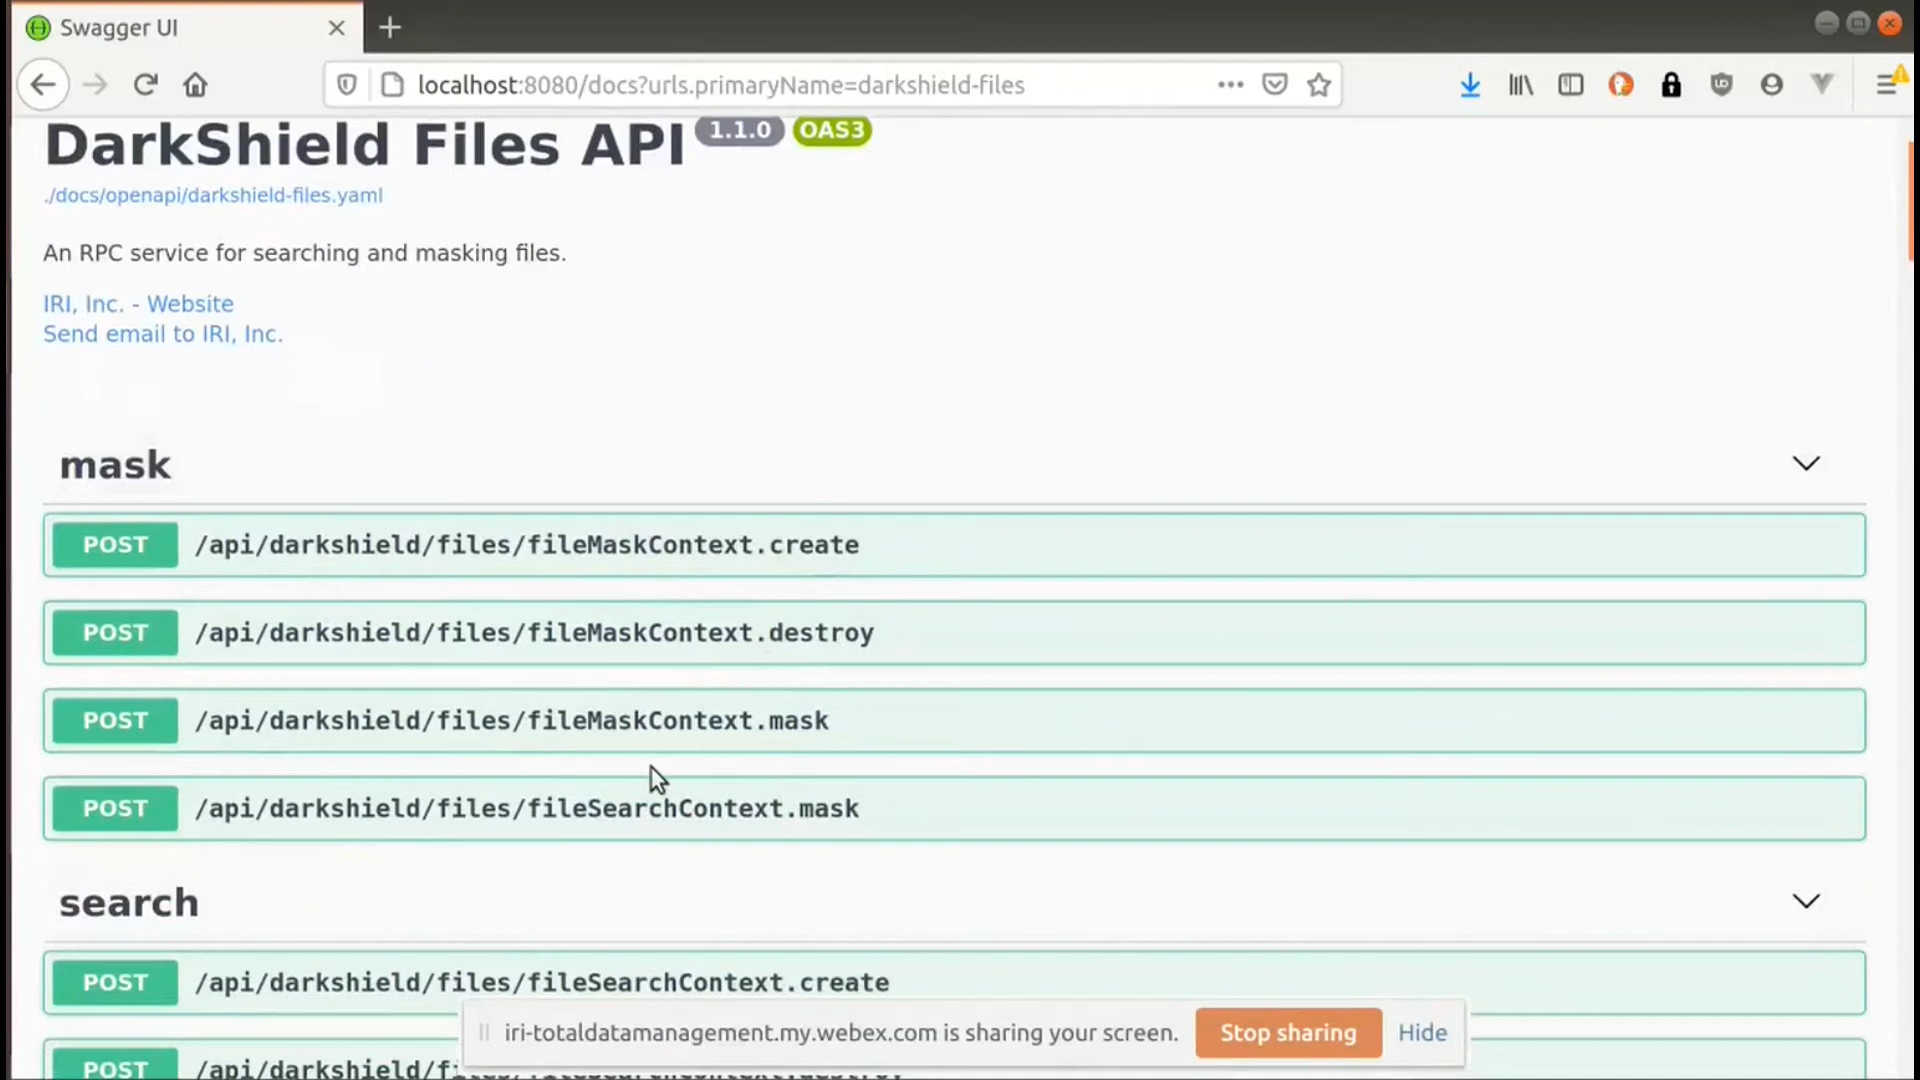 Swagger UI
localhost:8080/docs?urls.primaryName=darkshield-files
DarkShield Files API 1.1.0 OAS3
./docs/openapi/darkshield-files.yaml
An RPC service for searching and masking files.
IRI, Inc. - Website
Send email to IRI, Inc.
mask
POST /api/darkshield/files/fileMaskContext.create
POST /api/darkshield/files/fileMaskContext.destroy
POST /api/darkshield/files/fileMaskContext.mask
POST /api/darkshield/files/fileSearchContext.mask
search
POST /api/darkshield/files/fileSearchContext.create
iri-totaldatamanagement.my.webex.com is sharing your screen. Stop sharing Hide
POST /api/darkshield/